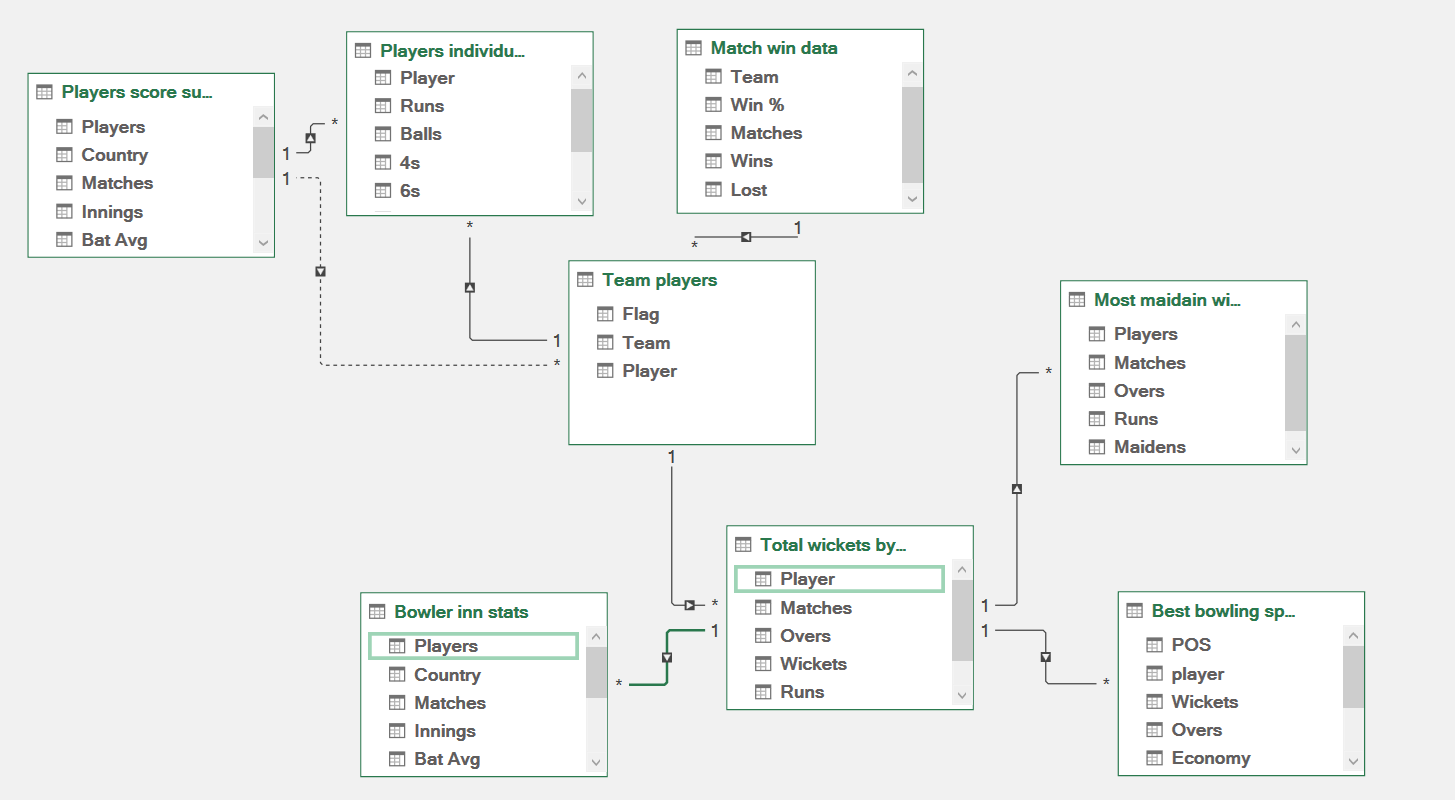 Players score su...
Players
Country
Matches
Innings
Bat Avg
1
*
1
Players individu...
Player
Runs
Balls
4s
6s
*
Match win data
Team
Win %
Matches
Wins
Lost
1
*
Team players
Flag
Team
Player
1
*
1
Most maidain wi...
Players
Matches
Overs
Runs
Maidens
*
Total wickets by...
Player
Matches
Overs
Wickets
Runs
*
1
1
1
Bowler inn stats
Players
Country
Matches
Innings
Bat Avg
*
Best bowling sp...
POS
player
Wickets
Overs
Economy
*